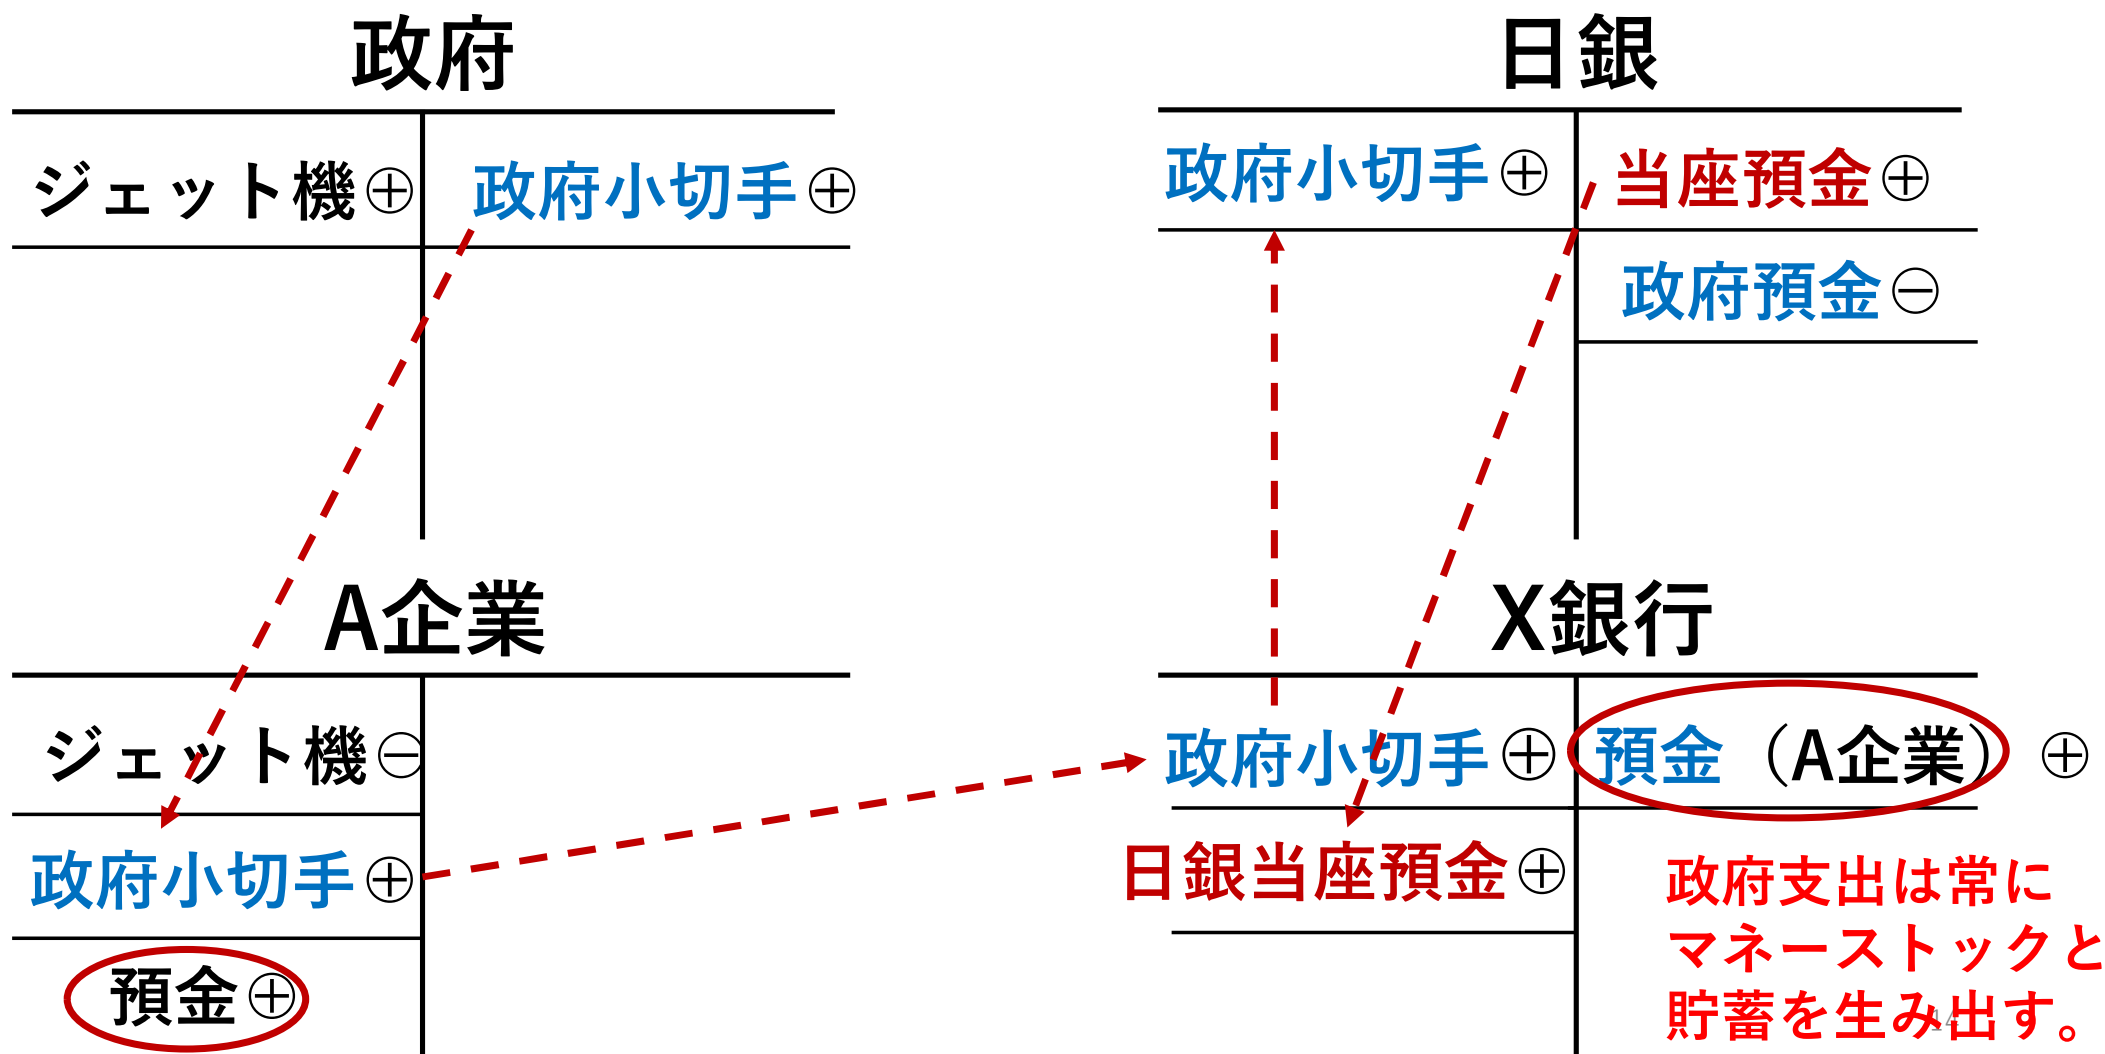 政府
ジェット機⊕
政府小切手⊕
日銀
政府小切手⊕
当座預金⊕
政府預金⊖
A企業
ジェット機⊖
政府小切手⊕
預金⊕
X銀行
政府小切手⊕
預金（A企業）⊕
日銀当座預金⊕
政府支出は常に
マネーストックと
貯蓄を生み出す。
14